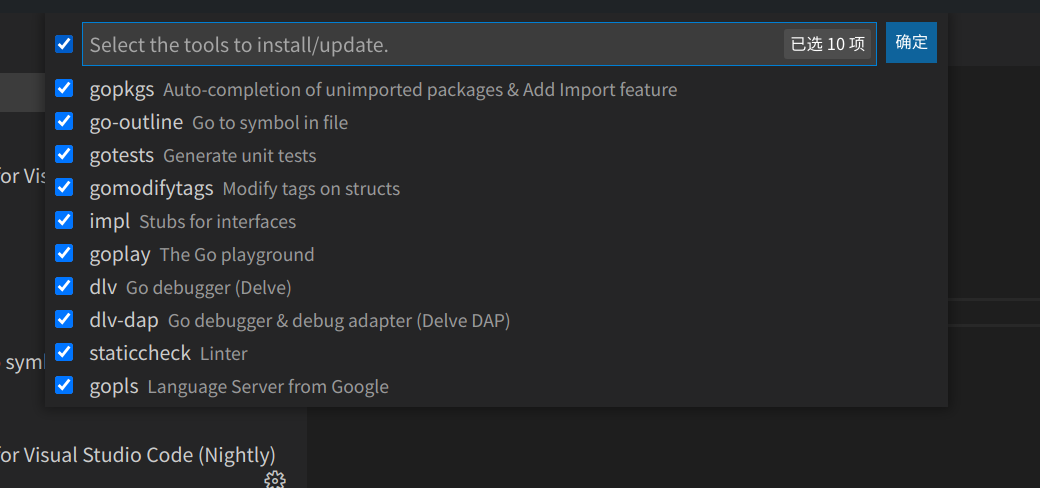 Select the tools to install/update.
已选 10 项
确定
gopkgs Auto-completion of unimported packages & Add Import feature
go-outline Go to symbol in file
gotests Generate unit tests
for Vis
gomodifytags Modify tags on structs
impl Stubs for interfaces
goplay The Go playground
dlv Go debugger (Delve)
dlv-dap Go debugger & debug adapter (Delve DAP)
staticcheck Linter
symb
gopls Language Server from Google
for Visual Studio Code (Nightly)